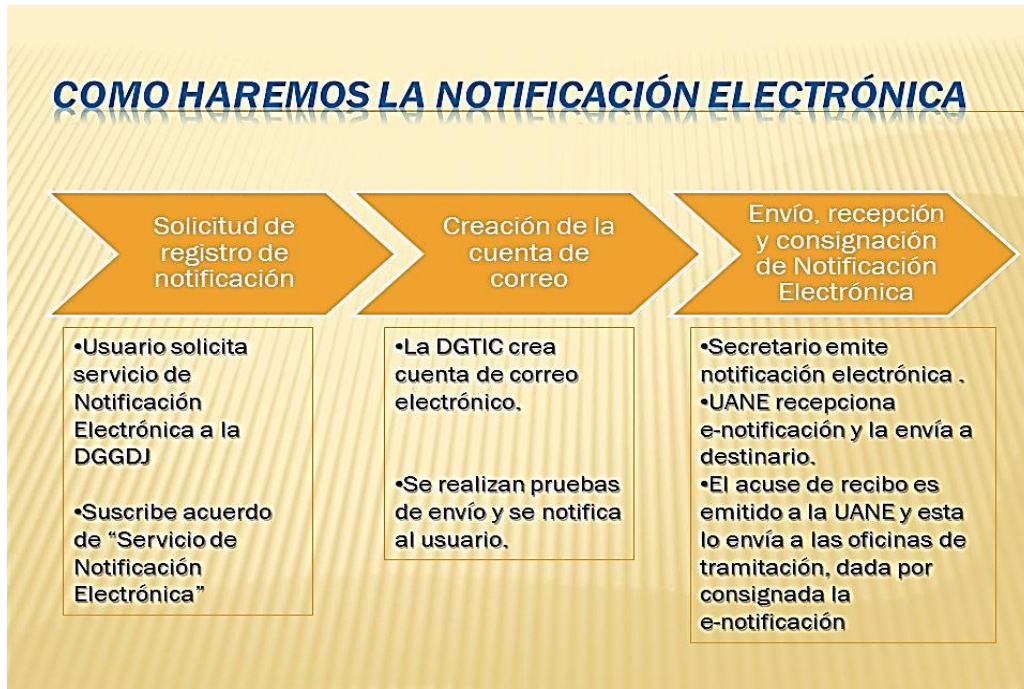 COMO HAREMOS LA NOTIFICACIÓN ELECTRÓNICA
Solicitud de
registro de
notificación
Creación de la
cuenta de
correo
Envío, recepción
y consignación
de Notificación
Electrónica
•Usuario solicita
servicio de
Notificación
Electrónica a la
DGGDJ
•Suscribe acuerdo
de “Servicio de
Notificación
Electrónica”
•La DGTIC crea
cuenta de correo
electrónico.
•Se realizan pruebas
de envío y se notifica
al usuario.
•Secretario emite
notificación electrónica .
•UANE recepciona
e-notificación y la envía a
destinario.
•El acuse de recibo es
emitido a la UANE y esta
lo envía a las oficinas de
tramitación, dada por
consignada la
e-notificación